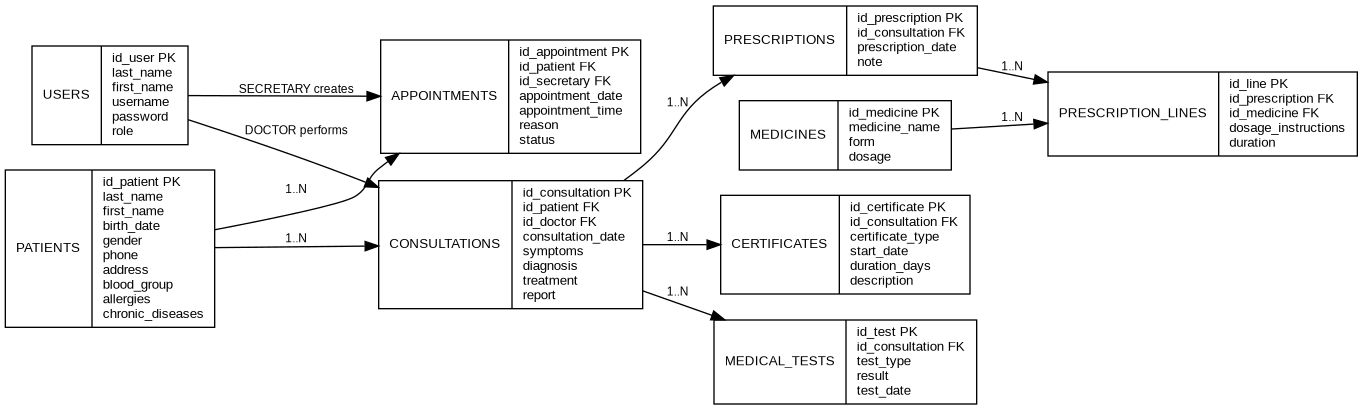 USERS
id_user PK
last_name
first_name
username
password
role
PATIENTS
id_patient PK
last_name
first_name
birth_date
gender
phone
address
blood_group
allergies
chronic_diseases
SECRETARY creates
DOCTOR performs
1..N
1..N
APPOINTMENTS
id_appointment PK
id_patient FK
id_secretary FK
appointment_date
appointment_time
reason
status
CONSULTATIONS
id_consultation PK
id_patient FK
id_doctor FK
consultation_date
symptoms
diagnosis
treatment
report
1..N
1..N
1..N
PRESCRIPTIONS
id_prescription PK
id_consultation FK
prescription_date
note
MEDICINES
id_medicine PK
medicine_name
form
dosage
CERTIFICATES
id_certificate PK
id_consultation FK
certificate_type
start_date
duration_days
description
MEDICAL_TESTS
id_test PK
id_consultation FK
test_type
result
test_date
1..N
1..N
PRESCRIPTION_LINES
id_line PK
id_prescription FK
id_medicine FK
dosage_instructions
duration